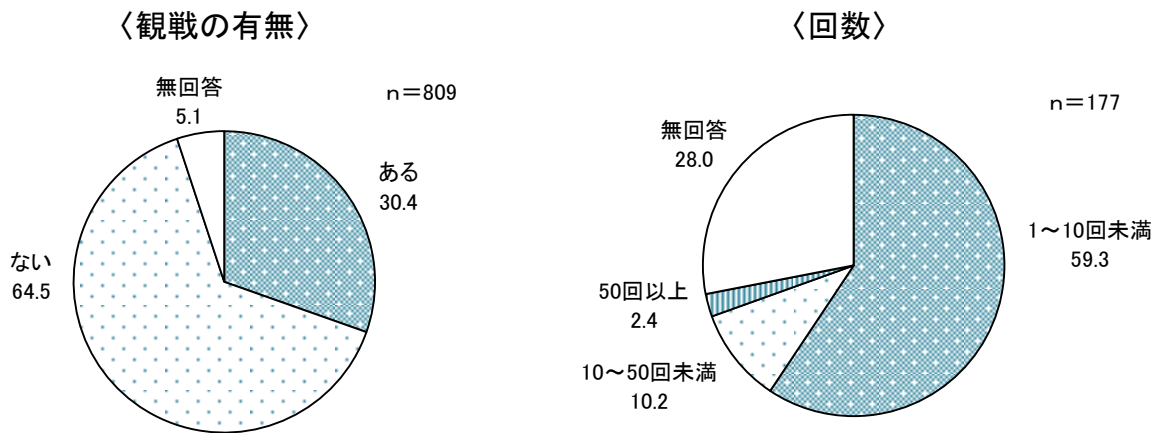 〈観戦の有無〉
無回答
5.1
n=809
ある
30.4
ない
64.5
〈回数〉
n=177
無回答
28.0
1~10回未満
59.3
50回以上
2.4
10~50回未満
10.2